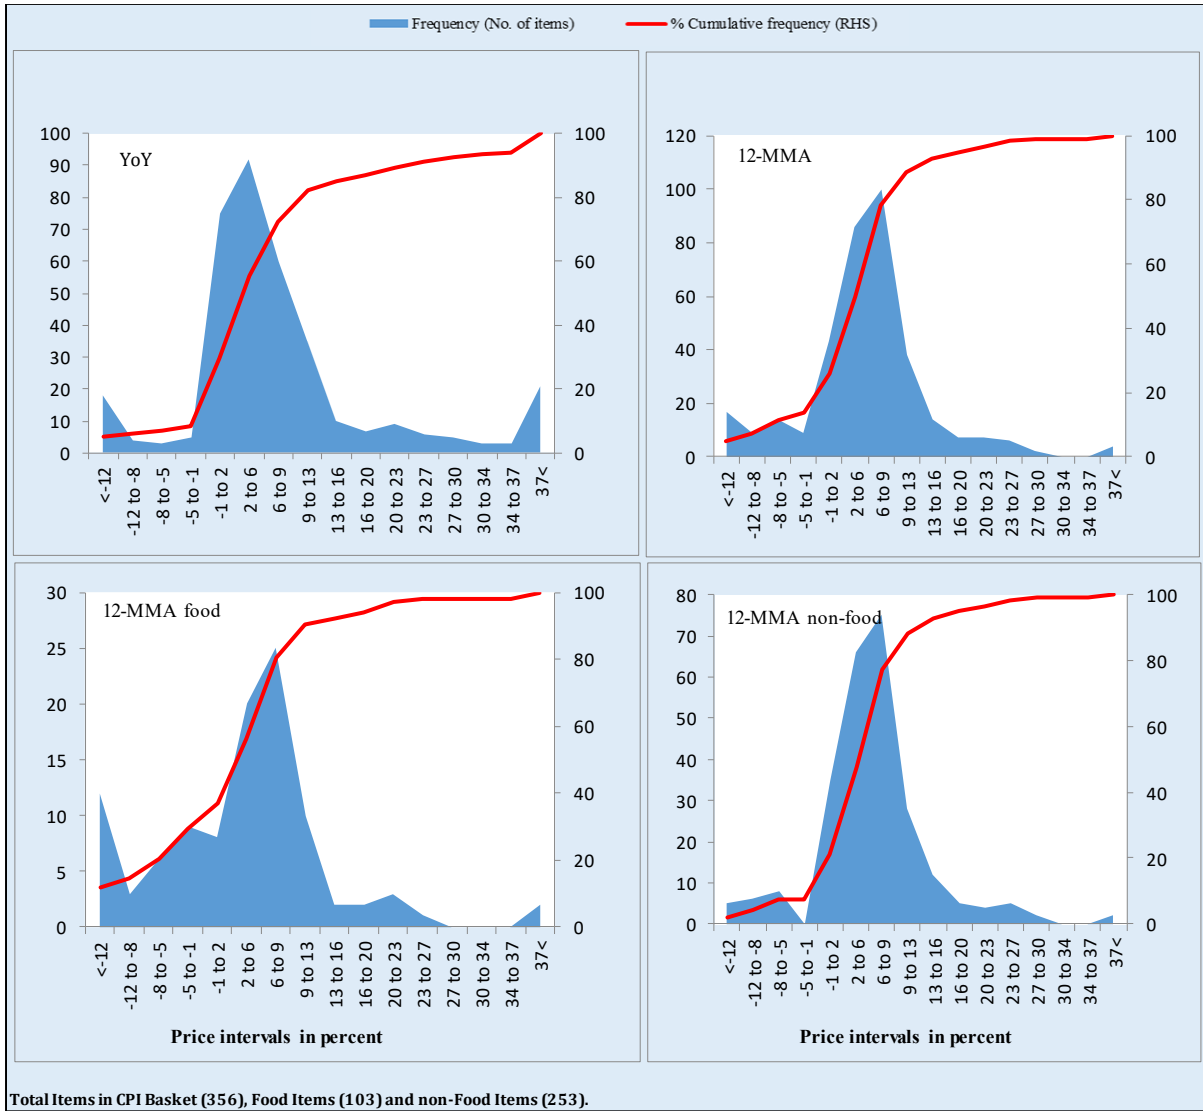 Frequency (No. of items) % Cumulative frequency (RHS)
YoY
100
90
80
70
60
50
40
30
20
10
0
100
80
60
40
20
0
<-12
-12 to -8
-8 to -5
-5 to -1
-1 to 2
2 to 6
6 to 9
9 to 13
13 to 16
16 to 20
20 to 23
23 to 27
27 to 30
30 to 34
34 to 37
37<
12-MMA
120
100
80
60
40
20
0
100
80
60
40
20
0
<-12
-12 to -8
-8 to -5
-5 to -1
-1 to 2
2 to 6
6 to 9
9 to 13
13 to 16
16 to 20
20 to 23
23 to 27
27 to 30
30 to 34
34 to 37
37<
12-MMA food
30
25
20
15
10
5
0
100
80
60
40
20
0
<-12
-12 to -8
-8 to -5
-5 to -1
-1 to 2
2 to 6
6 to 9
9 to 13
13 to 16
16 to 20
20 to 23
23 to 27
27 to 30
30 to 34
34 to 37
37<
Price intervals in percent
12-MMA non-food
80
70
60
50
40
30
20
10
0
100
80
60
40
20
0
<-12
-12 to -8
-8 to -5
-5 to -1
-1 to 2
2 to 6
6 to 9
9 to 13
13 to 16
16 to 20
20 to 23
23 to 27
27 to 30
30 to 34
34 to 37
37<
Price intervals in percent
Total Items in CPI Basket (356), Food Items (103) and non-Food Items (253).